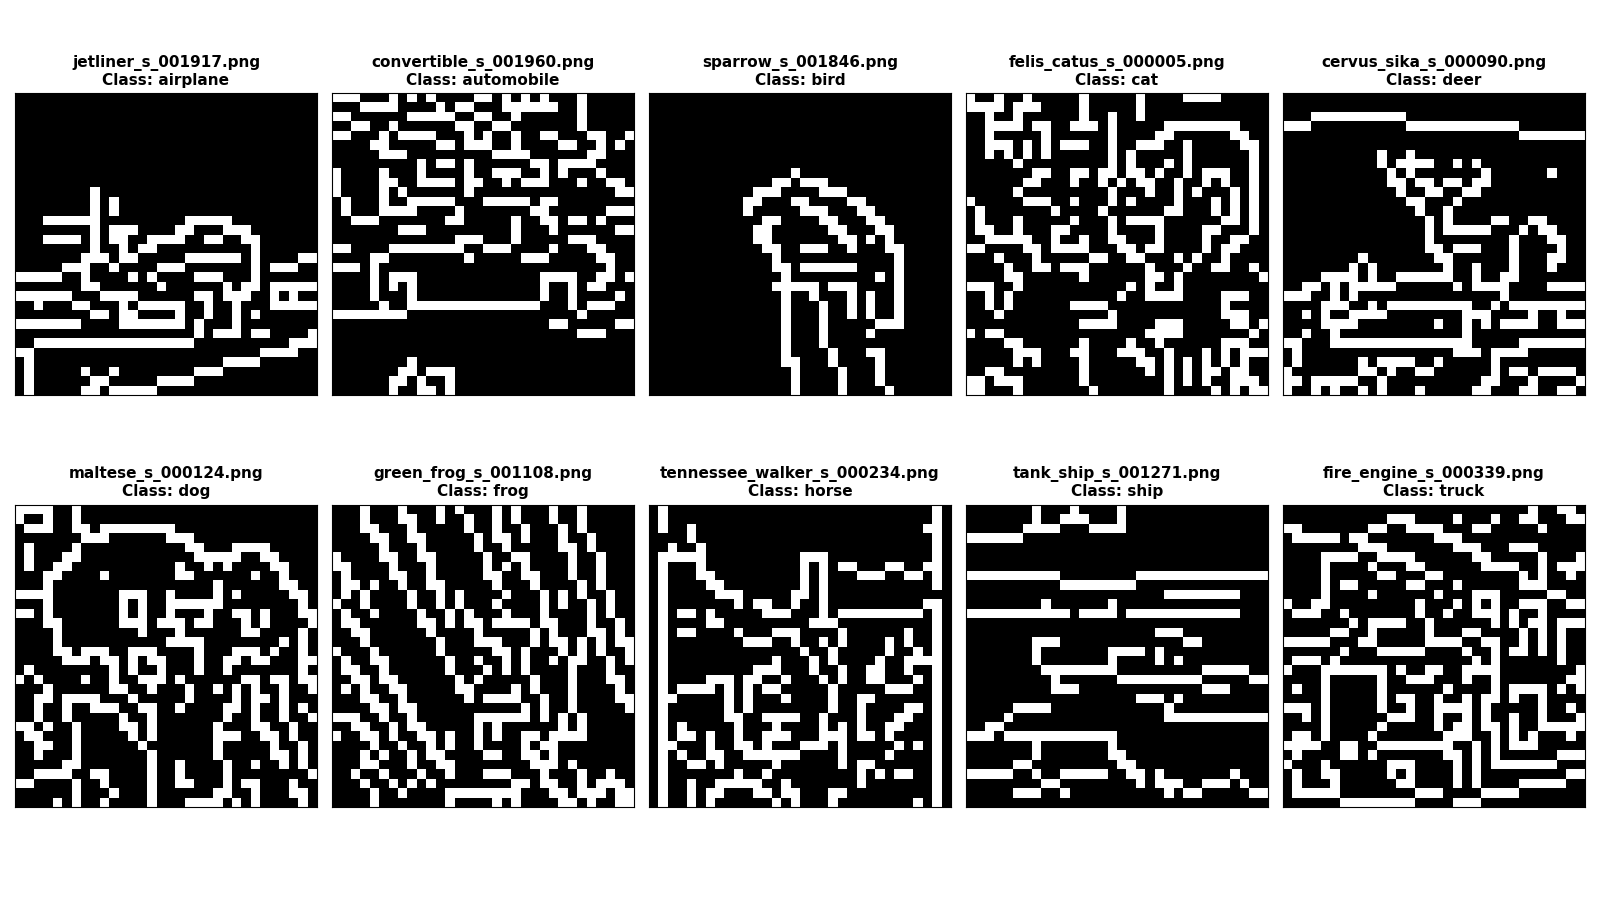 jetliner_s_001917.png
Class: airplane
convertible_s_001960.png
Class: automobile
sparrow_s_001846.png
Class: bird
felis_catus_s_000005.png
Class: cat
cervus_sika_s_000090.png
Class: deer
maltese_s_000124.png
Class: dog
green_frog_s_001108.png
Class: frog
tennessee_walker_s_000234.png
Class: horse
tank_ship_s_001271.png
Class: ship
fire_engine_s_000339.png
Class: truck